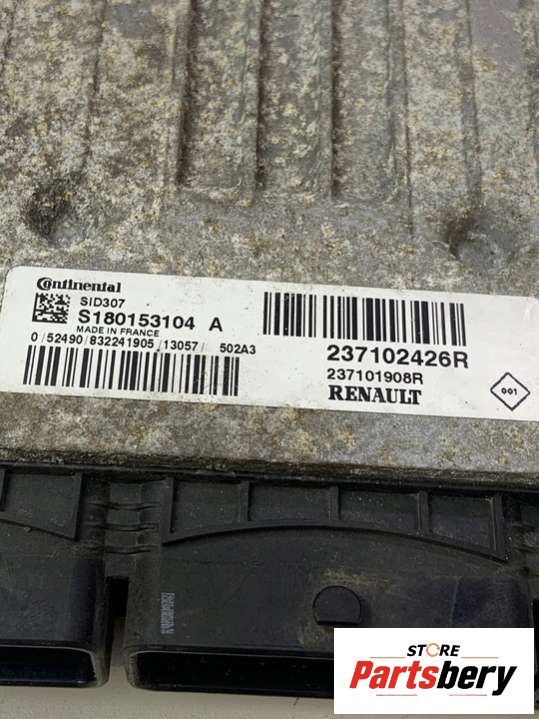 Continental
SID307
S180153104 A
MADE IN FRANCE
0 / 52490 / 832241905 / 13057 / 502A3
237102426R
237101908R
RENAULT
001
STORE
Partsbery